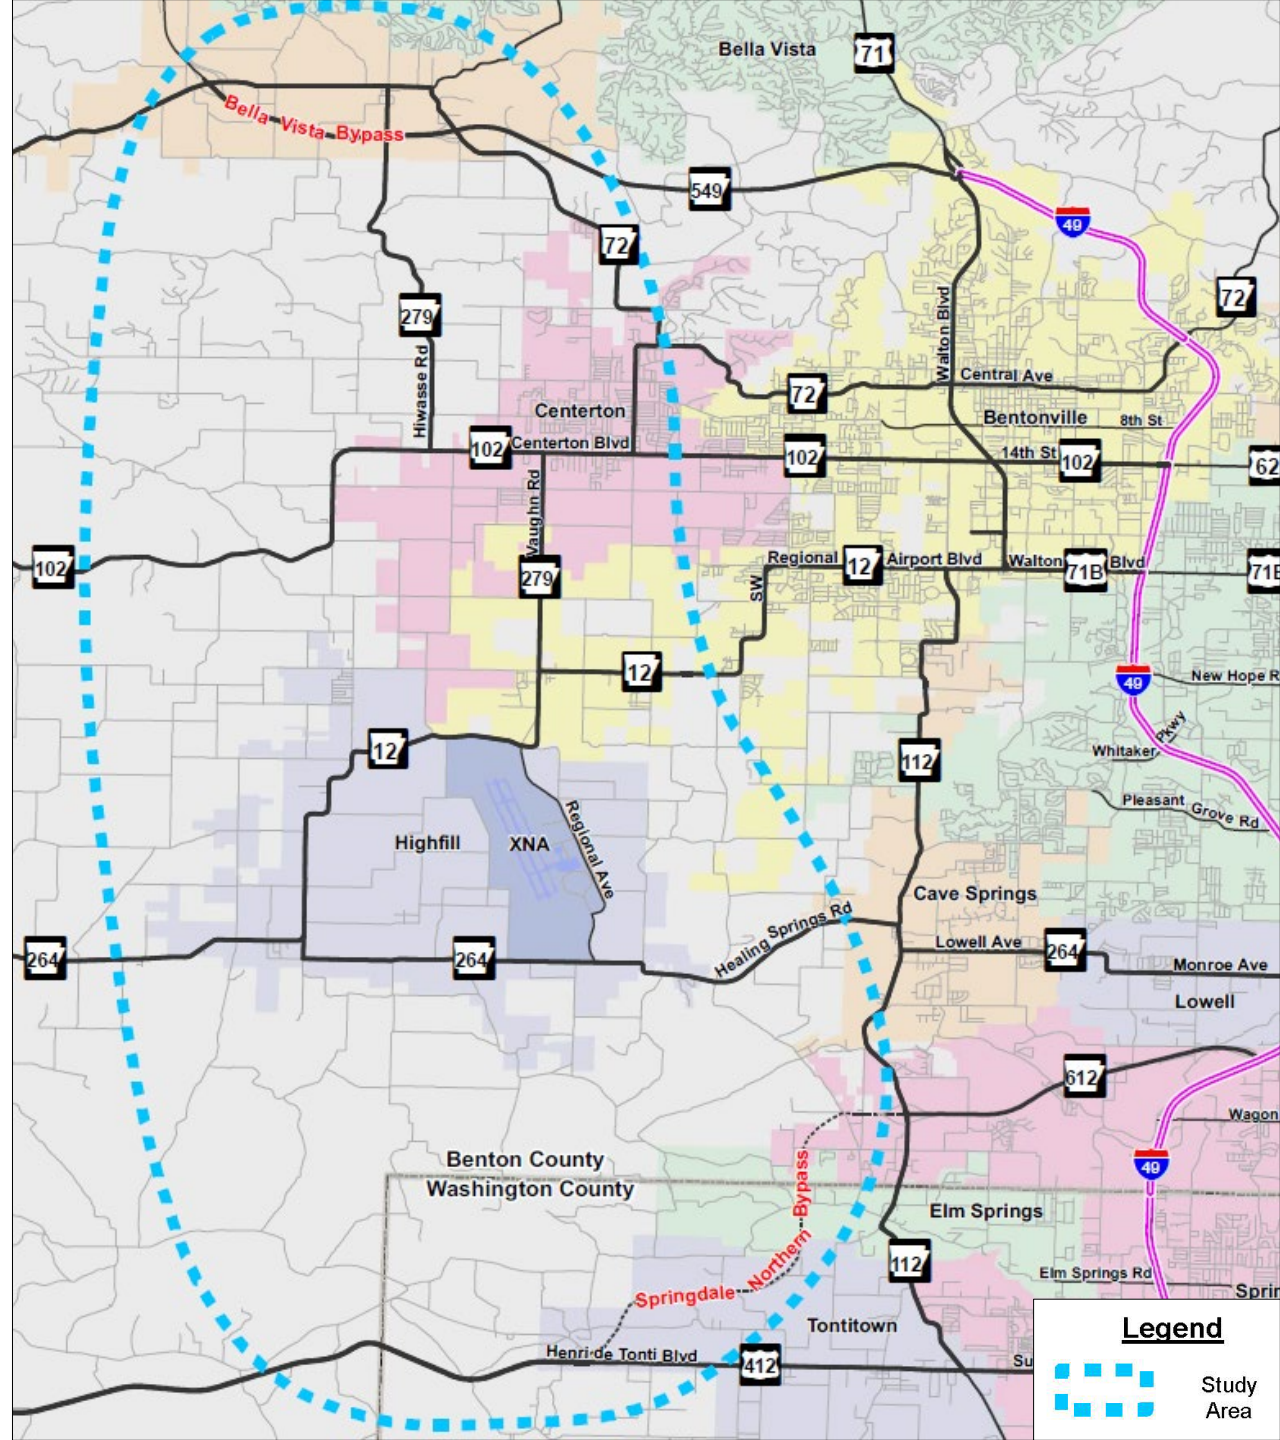 Bella Vista
71
Bella Vista Bypass
549
49
72
72
279
Hiwasse Rd
Walton Blvd
Central Ave
72
Centerton
Bentonville
8th St
102
Centerton Blvd
102
14th St
102
62
Vaughn Rd
102
279
SW
Regional
12
Airport Blvd
Walton
71B
Blvd
71B
12
49
New Hope R
12
112
Whitaker
Pkwy
Pleasant
Grove Rd
Highfill
XNA
Regional Ave
Cave Springs
Healing Springs Rd
264
264
Lowell Ave
264
Monroe Ave
Lowell
612
Wagon
49
Benton County
Washington County
Springdale Northern Bypass
Elm Springs
112
Elm Springs Rd
Sprin
Tontitown
Henri de Tonti Blvd
412
Su
Legend
Study
Area